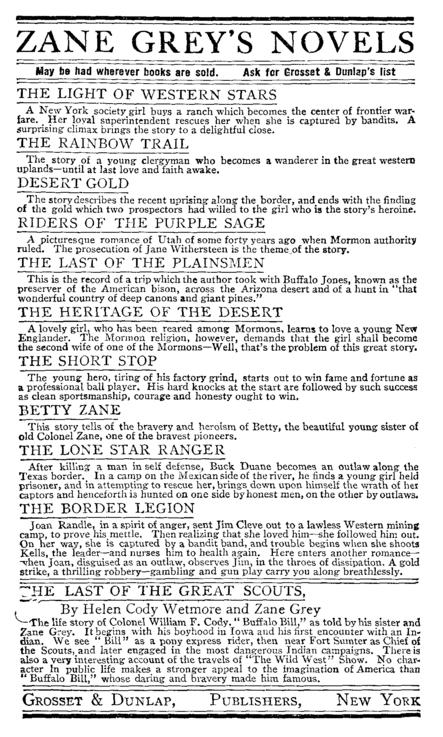 ZANE GREY'S NOVELS
May be had wherever books are sold. Ask for Grosset & Dunlap's list
THE LIGHT OF WESTERN STARS
A New York society girl buys a ranch which becomes the center of frontier war-
fare. Her loyal superintendent rescues her when she is captured by bandits. A
surprising climax brings the story to a delightful close.
THE RAINBOW TRAIL
The story of a young clergyman who becomes a wanderer in the great western
uplands—until at last love and faith awake.
DESERT GOLD
The story describes the recent uprising along the border, and ends with the finding
of the gold which two prospectors had willed to the girl who is the story's heroine.
RIDERS OF THE PURPLE SAGE
A picturesque romance of Utah of some forty years ago when Mormon authority
ruled. The prosecution of Jane Withersteen is the theme of the story.
THE LAST OF THE PLAINSMEN
This is the record of a trip which the author took with Buffalo Jones, known as the
preserver of the American bison, across the Arizona desert and of a hunt in "that
wonderful country of deep canons and giant pines."
THE HERITAGE OF THE DESERT
A lovely girl, who has been reared among Mormons, learns to love a young New
Englander. The Mormon religion, however, demands that the girl shall become
the second wife of one of the Mormons—Well, that's the problem of this great story.
THE SHORT STOP
The young hero, tiring of his factory grind, starts out to win fame and fortune as
a professional ball player. His hard knocks at the start are followed by such success
as clean sportsmanship, courage and honesty ought to win.
BETTY ZANE
This story tells of the bravery and heroism of Betty, the beautiful young sister of
old Colonel Zane, one of the bravest pioneers.
THE LONE STAR RANGER
After killing a man in self defense, Buck Duane becomes an outlaw along the
Texas border. In a camp on the Mexican side of the river, he finds a young girl held
prisoner, and in attempting to rescue her, brings down upon himself the wrath of her
captors and henceforth is hunted on one side by honest men, on the other by outlaws.
THE BORDER LEGION
Joan Randle, in a spirit of anger, sent Jim Cleve out to a lawless Western mining
camp, to prove his mettle. Then realizing that she loved him—she followed him out.
On her way, she is captured by a bandit band, and trouble begins when she shoots
Kells, the leader—and nurses him to health again. Here enters another romance—
when Joan, disguised as an outlaw, observes Jim, in the throes of dissipation. A gold
strike, a thrilling robbery—gambling and gun play carry you along breathlessly.
THE LAST OF THE GREAT SCOUTS,
By Helen Cody Wetmore and Zane Grey
The life story of Colonel William F. Cody, "Buffalo Bill," as told by his sister and
Zane Grey. It begins with his boyhood in Iowa and his first encounter with an In-
dian. We see "Bill" as a pony express rider, then near Fort Sumter as Chief of
the Scouts, and later engaged in the most dangerous Indian campaigns. There is
also a very interesting account of the travels of "The Wild West" Show. No char-
acter in public life makes a stronger appeal to the imagination of America than
"Buffalo Bill," whose daring and bravery made him famous.
GROSSET & DUNLAP, PUBLISHERS, NEW YORK